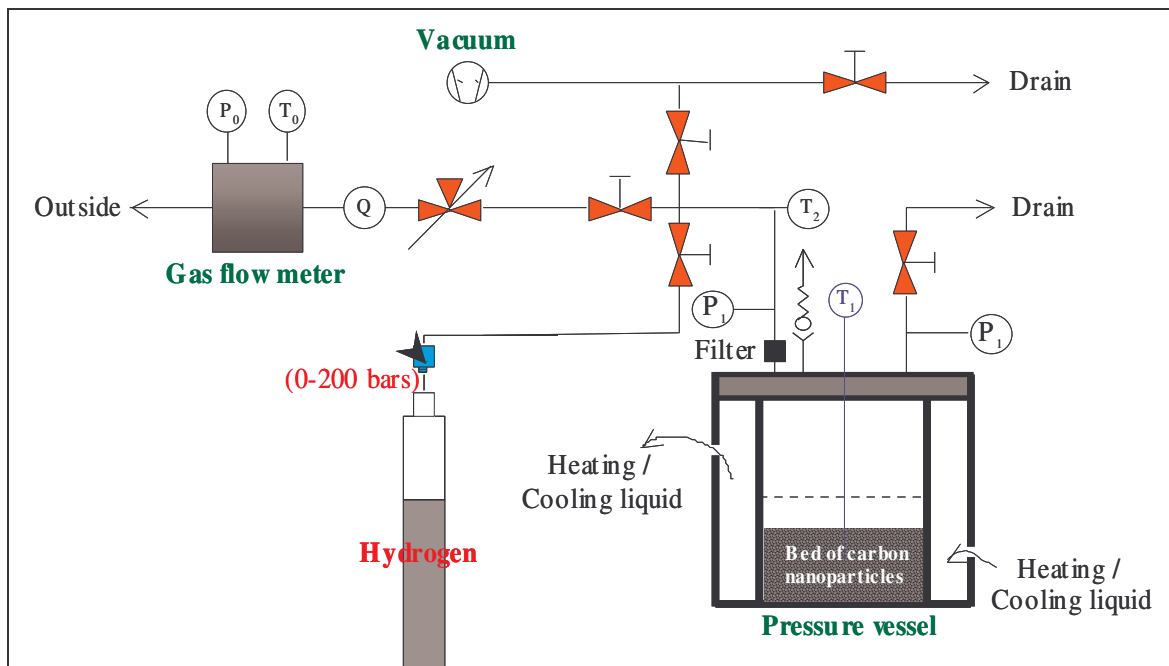 Vacuum
Drain
P₀
T₀
Outside
Q
T₂
Drain
Gas flow meter
P₁
T₁
P₁
Filter
(0-200 bars)
Heating /
Cooling liquid
Hydrogen
Bed of carbon
nanoparticles
Heating /
Cooling liquid
Pressure vessel